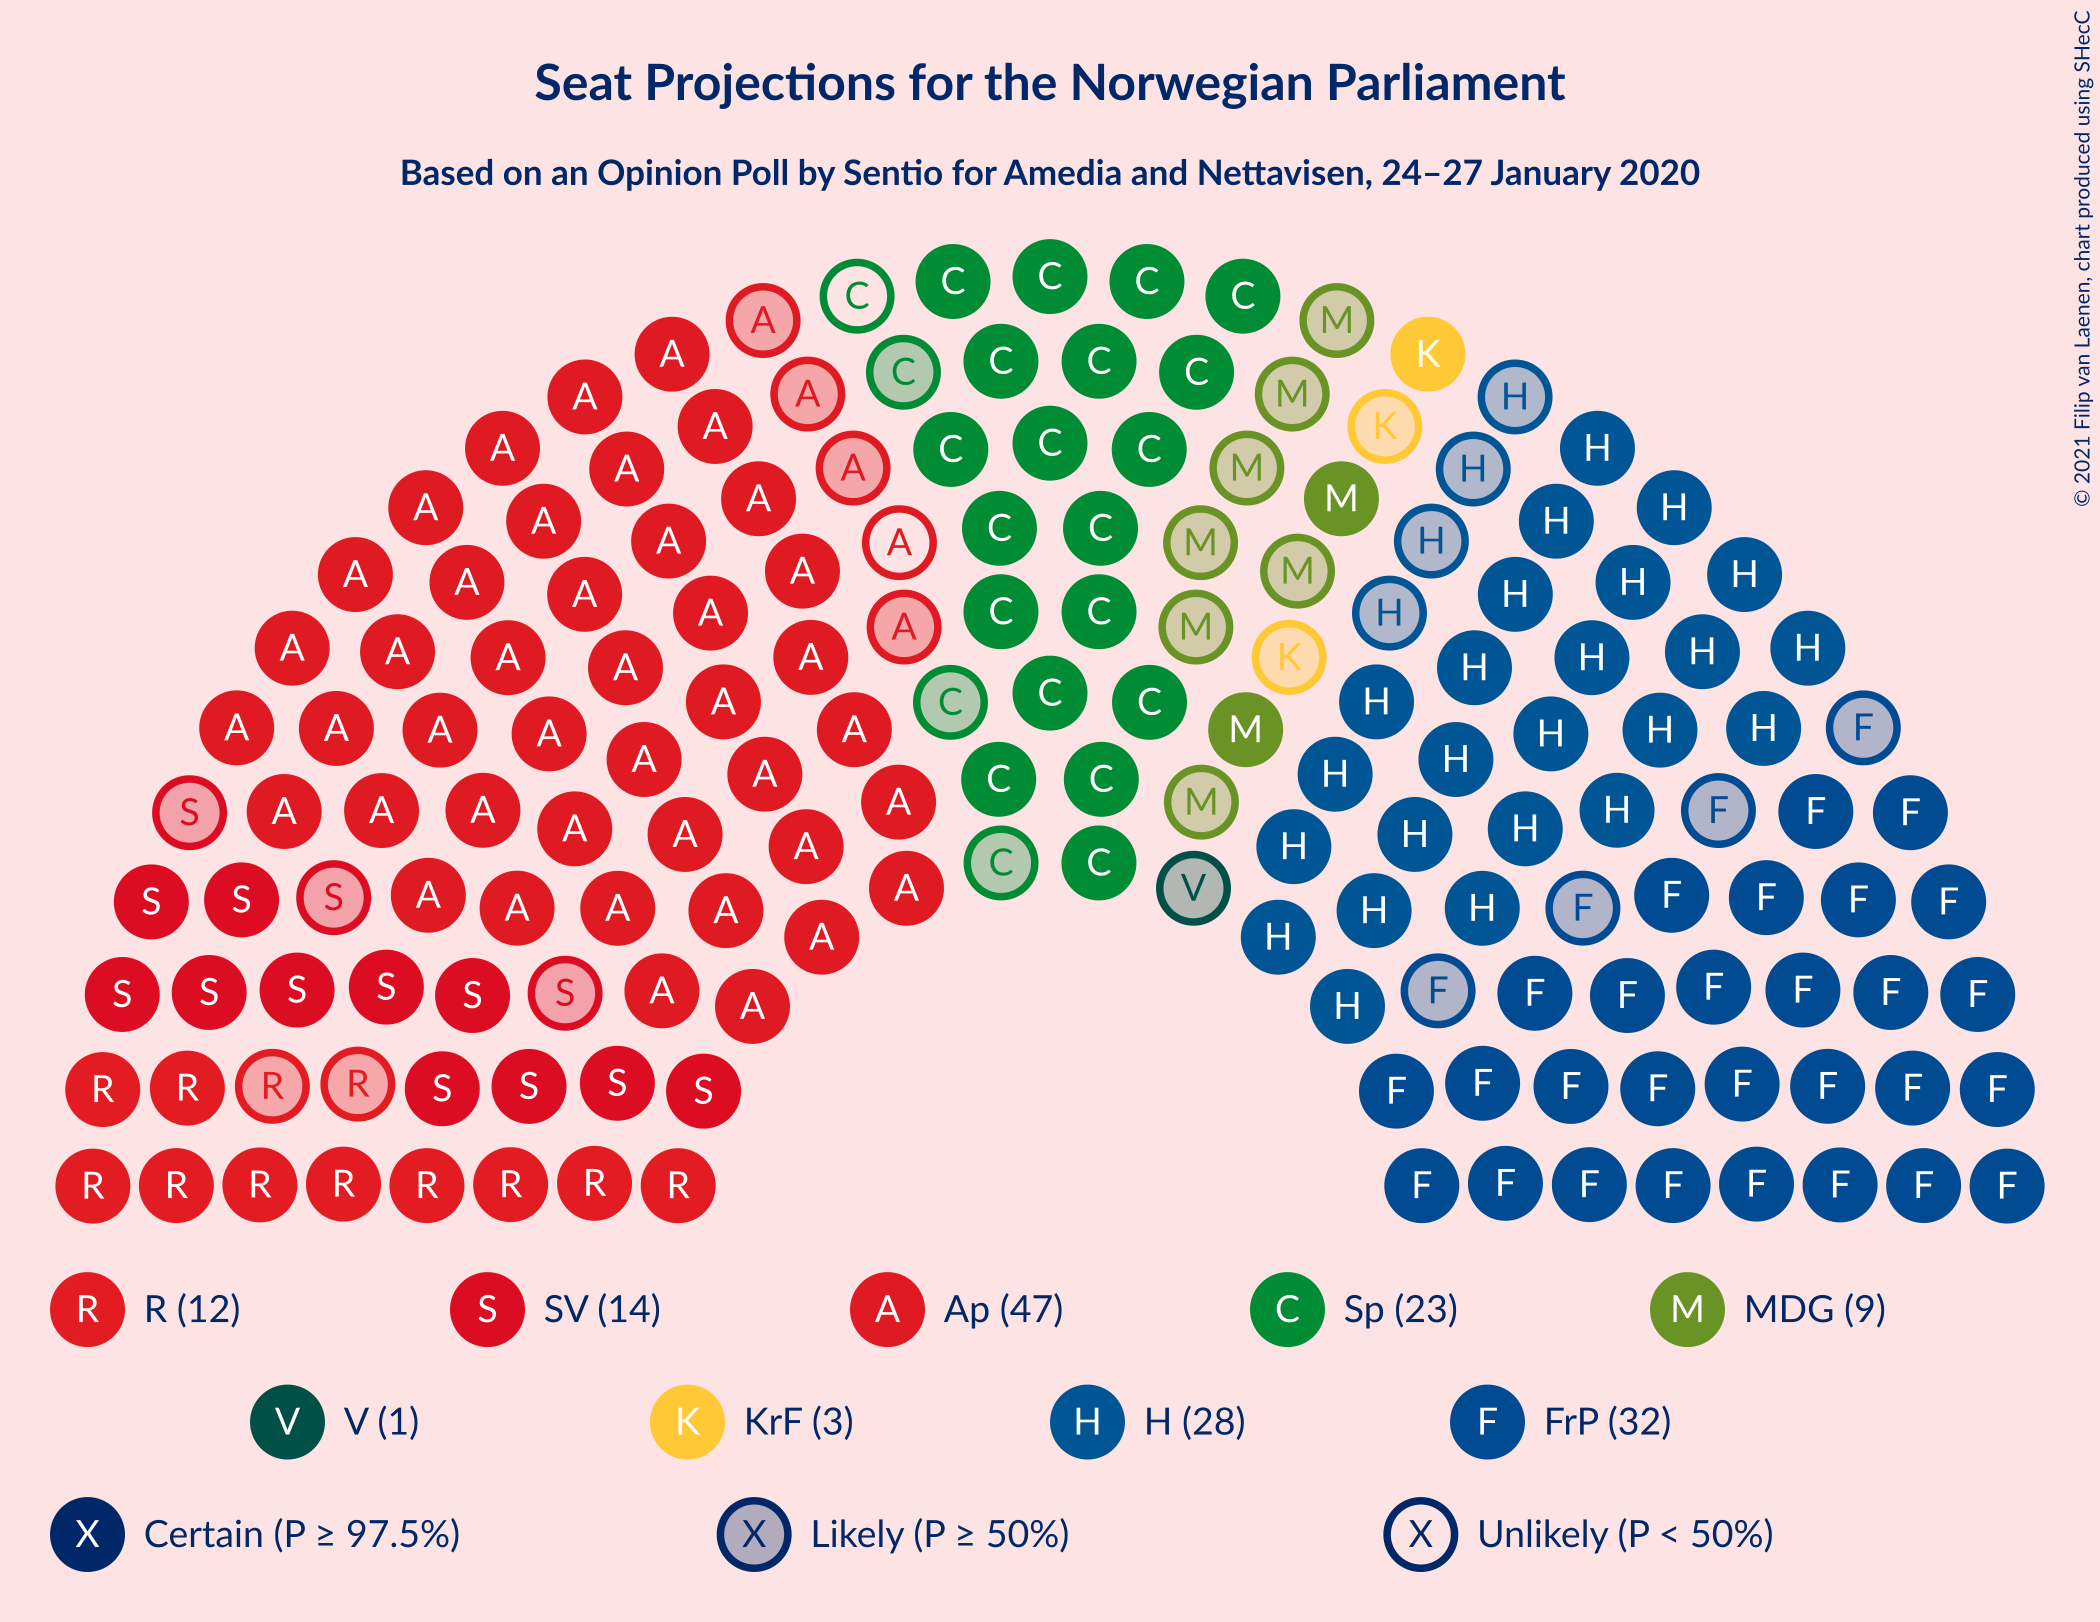 Seat Projections for the Norwegian Parliament
Based on an Opinion Poll by Sentio for Amedia and Nettavisen, 24–27 January 2020
© 2021 Filip van Laenen, chart produced using SHecC
C C C C C
A M
A K
A H
A H
A H
A H
A H
A F
S F
S F
S F
R F
R F
C C C C
A M
A K
A H
A H
A H
A H
A H
A F
S F
S F
R F
R F
C C C
A M
A M
A H
A H
A H
A H
A F
S F
S F
R F
R F
A C C M
A M
A H
A H
A H
A H
A F
S F
R F
R F
A C C M
A K
A H
A H
A H
A F
S F
S F
R F
C C C M
A H
A H
A H
A H
S F
S F
R F
A C C M
A H
A H
A H
A F
S F
R F
C C V
A
A H
A H
S F
R F
R R (12) S SV (14) A Ap (47) C Sp (23) M MDG (9)
V V (1) K KrF (3) H H (28) F FrP (32)
X Certain (P ≥ 97.5%) X Likely (P ≥ 50%) X Unlikely (P < 50%)